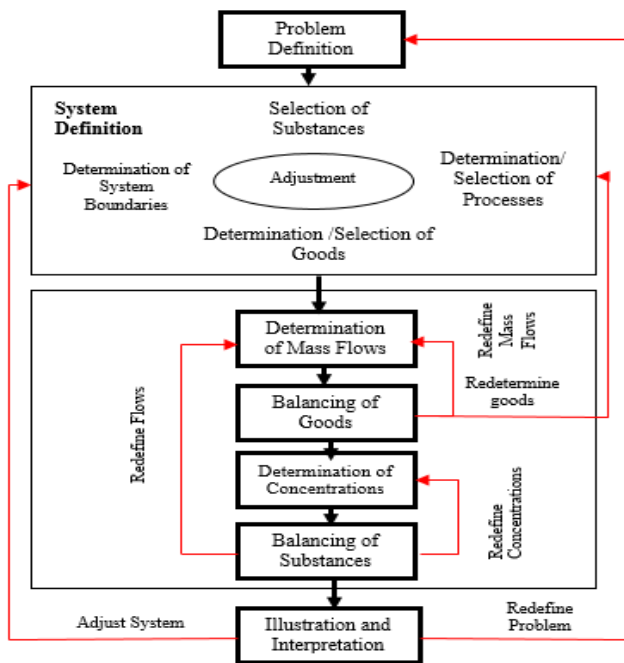 Problem
Definition
System
Definition
Selection of
Substances
Determination of
System
Boundaries
Adjustment
Determination/
Selection of
Processes
Determination /Selection of
Goods
Determination
of Mass Flows
Redefine
Mass
Flows
Redetermine
goods
Balancing of
Goods
Redefine Flows
Determination of
Concentrations
Redefine
Concentrations
Balancing of
Substances
Adjust System
Illustration and
Interpretation
Redefine
Problem